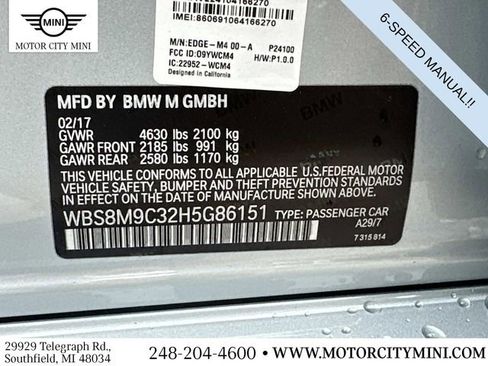 MINI
MOTOR CITY MINI
6-SPEED MANUAL!!
IMEI: 860691064166270
M/N: EDGE-M4 00-A P24100
FCC ID: 09YWCM4 H/W: P1.0.0
IC: 22952-WCM4
Designed in California
MFD BY BMW M GMBH
02/17
GVWR 4630 lbs 2100 kg
GAWR FRONT 2185 lbs 991 kg
GAWR REAR 2580 lbs 1170 kg
THIS VEHICLE CONFORMS TO ALL APPLICABLE U.S.FEDERAL MOTOR
VEHICLE SAFETY, BUMPER, AND THEFT PREVENTION STANDARDS
IN EFFECT ON THE DATE OF MANUFACTURE SHOWN ABOVE.
WBS8M9C32H5G86151 TYPE: PASSENGER CAR
A29/7
7 315 814
29929 Telegraph Rd.,
Southfield, MI 48034
248-204-4600 • WWW.MOTORCITYMINI.COM